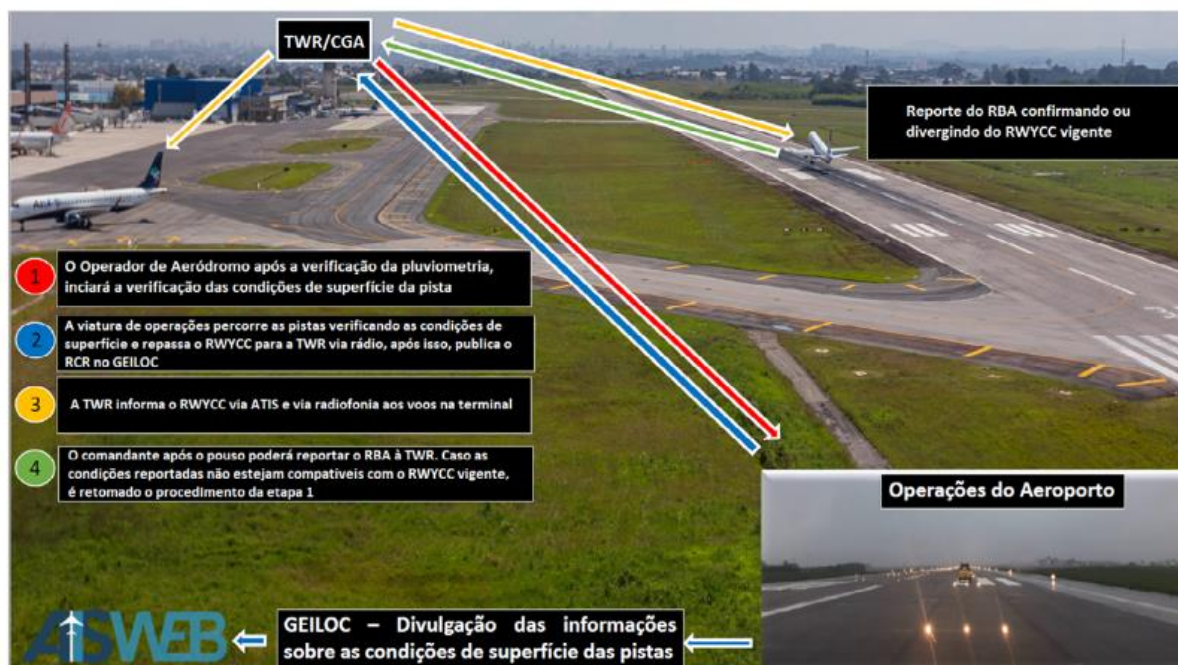 TWR/CGA
Reporte do RBA confirmando ou
divergindo do RWYCC vigente
1
O Operador de Aeródromo após a verificação da pluviometria,
inciará a verificação das condições de superfície da pista
2
A viatura de operações percorre as pistas verificando as condições de
superfície e repassa o RWYCC para a TWR via rádio, após isso, publica o
RCR no GEILOC
3
A TWR informa o RWYCC via ATIS e via radiofonia aos voos na terminal
4
O comandante após o pouso poderá reportar o RBA à TWR. Caso as
condições reportadas não estejam compativeis com o RWYCC vigente,
é retomado o procedimento da etapa 1
Operações do Aeroporto
AISWEB
GEILOC – Divulgação das informações
sobre as condições de superfície das pistas